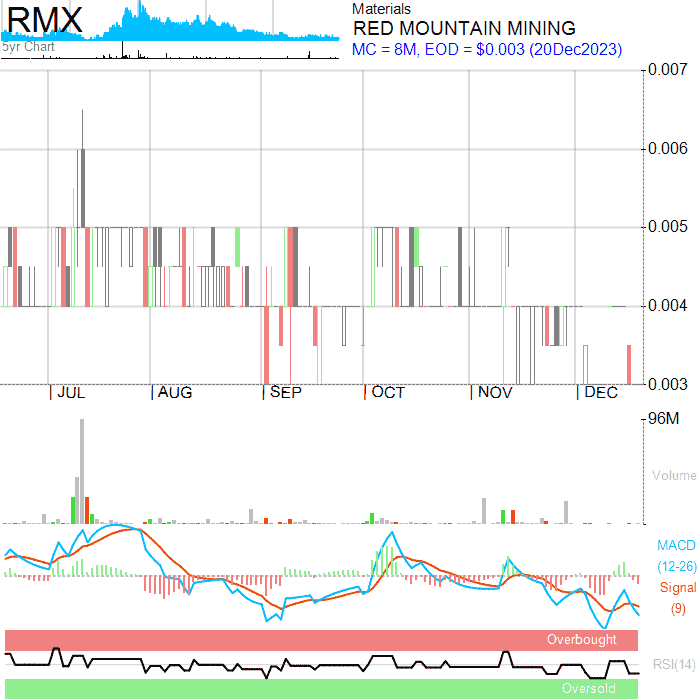 RMX
5yr Chart
Materials
RED MOUNTAIN MINING
MC = 8M, EOD = $0.003 (20Dec2023)
0.007
0.006
0.005
0.004
0.003
JUL
AUG
SEP
OCT
NOV
DEC
96M
Volume
MACD
(12-26)
Signal
(9)
Overbought
RSI(14)
Oversold